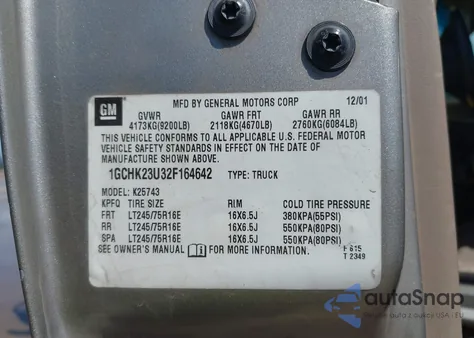 GM
MFD BY GENERAL MOTORS CORP 12/01
GVWR GAWR FRT GAWR RR
4173KG(9200LB) 2118KG(4670LB) 2760KG(6084LB)
THIS VEHICLE CONFORMS TO ALL APPLICABLE U.S. FEDERAL MOTOR
VEHICLE SAFETY STANDARDS IN EFFECT ON THE DATE OF
MANUFACTURE SHOWN ABOVE.
1GCHK23U32F164642 TYPE: TRUCK
MODEL: K25743
KPFQ TIRE SIZE RIM COLD TIRE PRESSURE
FRT LT245/75R16E 16X6.5J 380KPA(55PSI)
RR LT245/75R16E 16X6.5J 550KPA(80PSI)
SPA LT245/75R16E 16X6.5J 550KPA(80PSI)
SEE OWNER'S MANUAL FOR MORE INFORMATION
F 615
T 2349
autoSnap